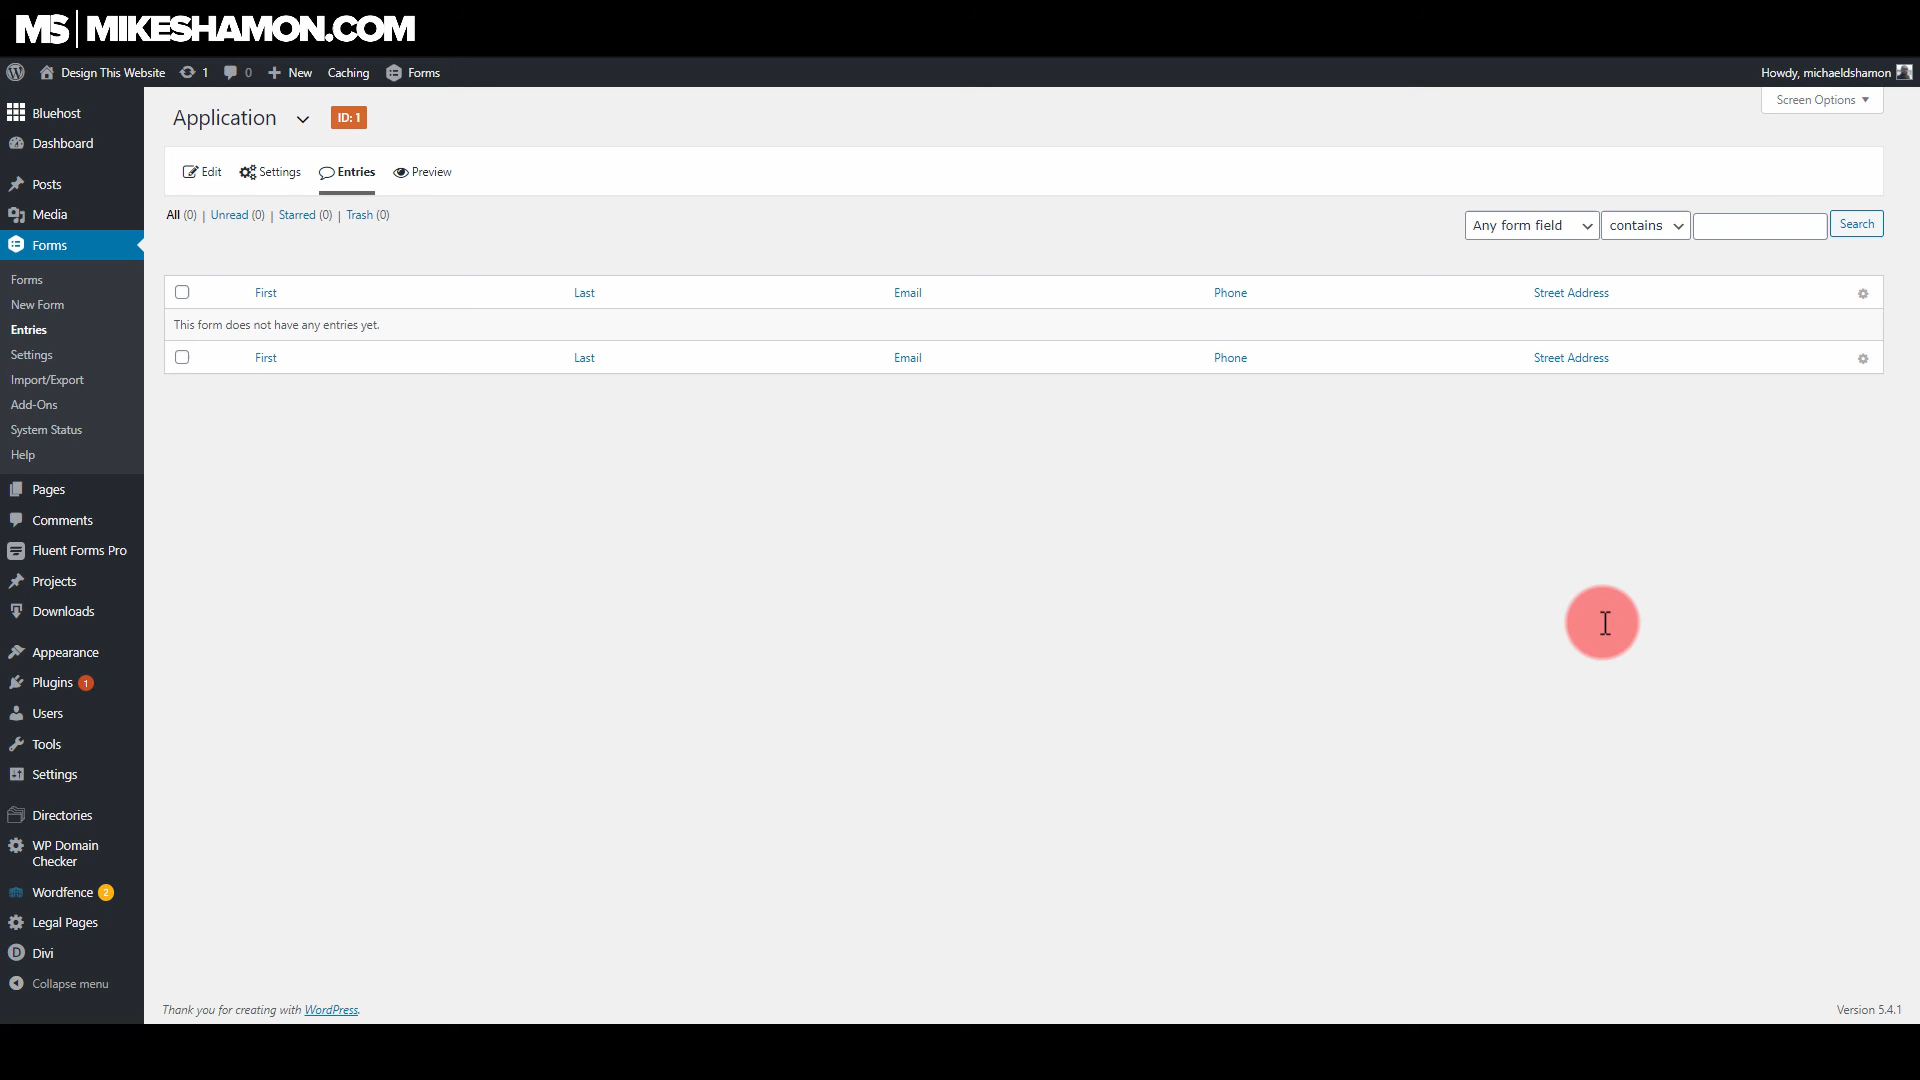 MS | MIKESHAMON.COM
Design This Website 1 0 New Caching Forms Howdy, michaeldshamon
Bluehost
Dashboard
Posts
Media
Forms
Forms
New Form
Entries
Settings
Import/Export
Add-Ons
System Status
Help
Pages
Comments
Fluent Forms Pro
Projects
Downloads
Appearance
Plugins 1
Users
Tools
Settings
Directories
WP Domain
Checker
Wordfence 2
Legal Pages
Divi
Collapse menu
Screen Options
Application ID: 1
Edit Settings Entries Preview
All (0) | Unread (0) | Starred (0) | Trash (0)
Any form field contains Search
First Last Email Phone Street Address
This form does not have any entries yet.
First Last Email Phone Street Address
Thank you for creating with WordPress. Version 5.4.1